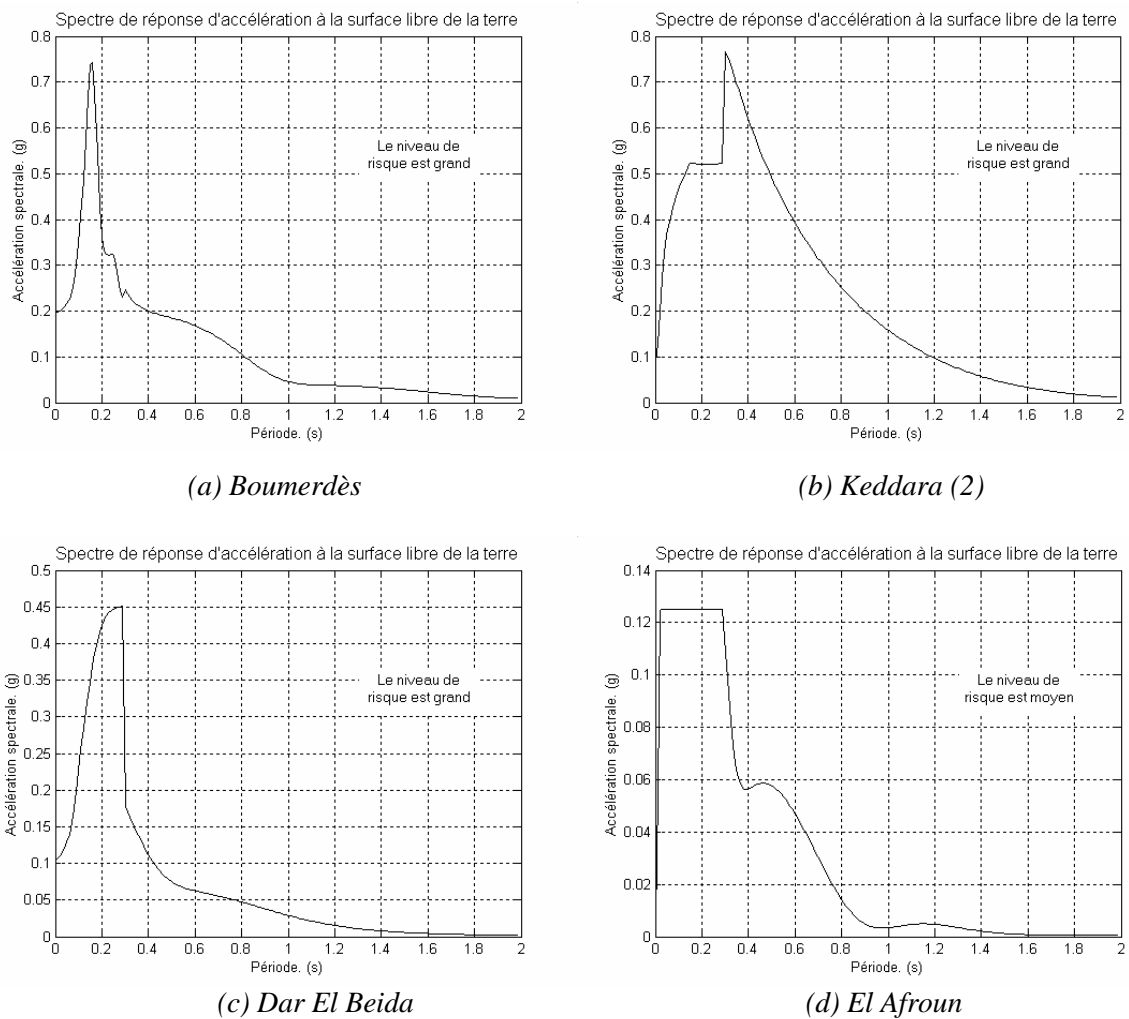 Spectre de réponse d'accélération à la surface libre de la terre
0.8
0.7
0.6
0.5
0.4
0.3
0.2
0.1
0
Accélération spectrale. (g)
Le niveau de
risque est grand
0 0.2 0.4 0.6 0.8 1 1.2 1.4 1.6 1.8 2
Période. (s)
(a) Boumerdès
Spectre de réponse d'accélération à la surface libre de la terre
0.8
0.7
0.6
0.5
0.4
0.3
0.2
0.1
0
Accélération spectrale. (g)
Le niveau de
risque est grand
0 0.2 0.4 0.6 0.8 1 1.2 1.4 1.6 1.8 2
Période. (s)
(b) Keddara (2)
Spectre de réponse d'accélération à la surface libre de la terre
0.5
0.45
0.4
0.35
0.3
0.25
0.2
0.15
0.1
0.05
0
Accélération spectrale. (g)
Le niveau de
risque est grand
0 0.2 0.4 0.6 0.8 1 1.2 1.4 1.6 1.8 2
Période. (s)
(c) Dar El Beida
Spectre de réponse d'accélération à la surface libre de la terre
0.14
0.12
0.1
0.08
0.06
0.04
0.02
0
Accélération spectrale. (g)
Le niveau de
risque est moyen
0 0.2 0.4 0.6 0.8 1 1.2 1.4 1.6 1.8 2
Période. (s)
(d) El Afroun